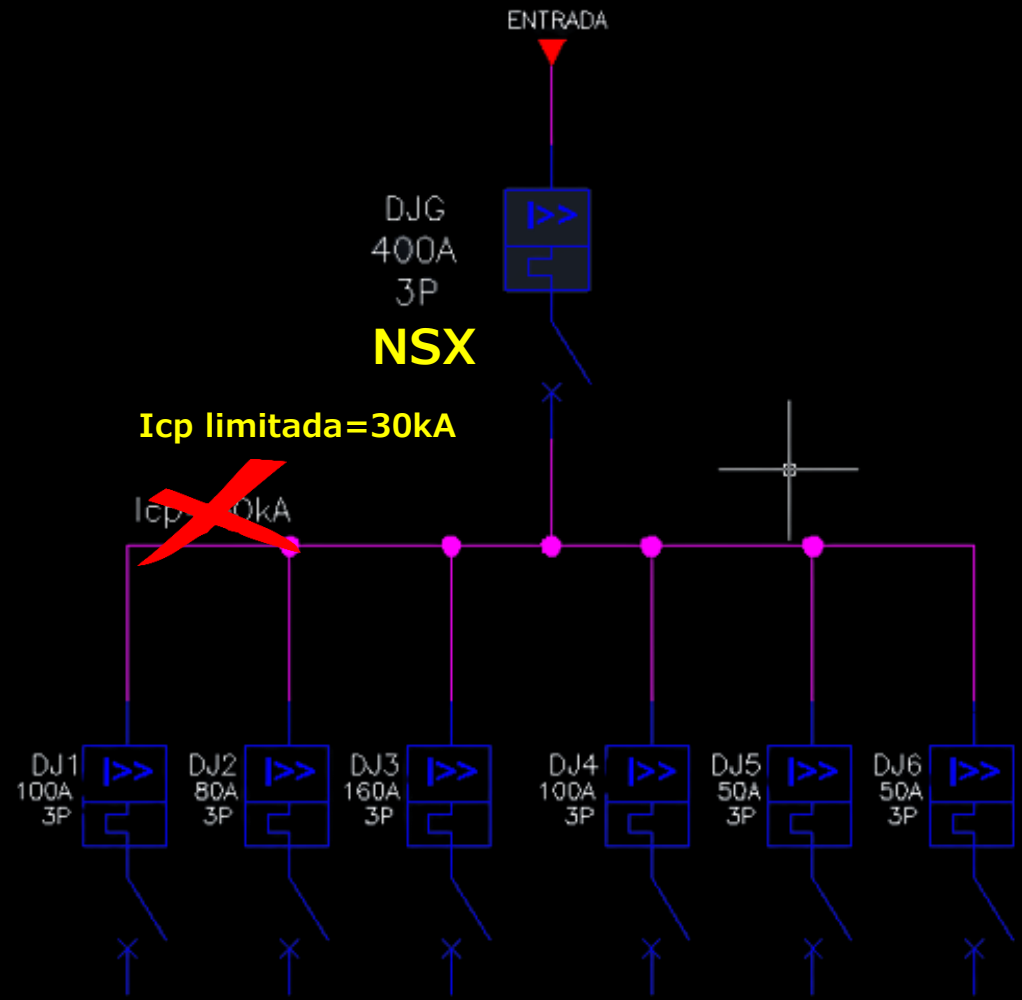 ENTRADA
DJG
400A
3P
I>>
NSX
Icp limitada=30kA
DJ1
100A
3P
I>>
DJ2
80A
3P
I>>
DJ3
160A
3P
I>>
DJ4
100A
3P
I>>
DJ5
50A
3P
I>>
DJ6
50A
3P
I>>